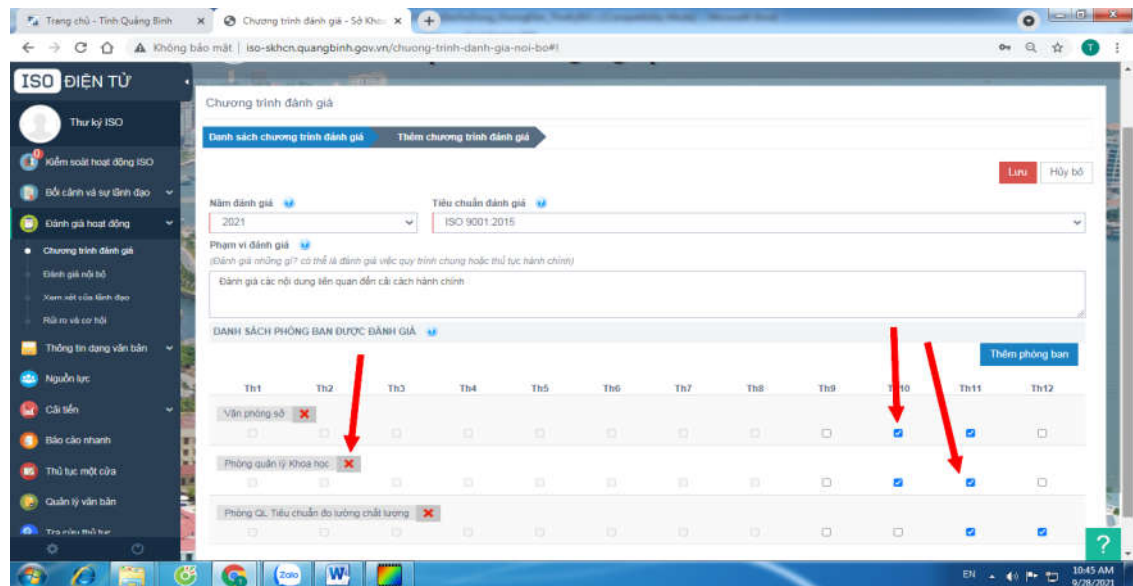 Trang chủ - Tỉnh Quảng Bình
Chương trình đánh giá - Sở Kho
Không bảo mật | iso-skhcn.quangbinh.gov.vn/chuong-trinh-danh-gia-noi-bo#!
T
ISO ĐIỆN TỬ
Thư ký ISO
Kiểm soát hoạt động ISO
Bối cảnh và sự lãnh đạo
Đánh giá hoạt động
Chương trình đánh giá
Đánh giá nội bộ
Xem xét của lãnh đạo
Rủi ro và cơ hội
Thông tin dạng văn bản
Nguồn lực
Cải tiến
Báo cáo nhanh
Thủ tục một cửa
Quản lý văn bản
Tra cứu thủ tục
Chương trình đánh giá
Danh sách chương trình đánh giá
Thêm chương trình đánh giá
Lưu Hủy bỏ
Năm đánh giá Tiêu chuẩn đánh giá
2021 ISO 9001:2015
Phạm vi đánh giá
(Đánh giá những gì? có thể là đánh giá việc quy trình chung hoặc thủ tục hành chính)
Đánh giá các nội dung liên quan đến cải cách hành chính
DANH SÁCH PHÒNG BAN ĐƯỢC ĐÁNH GIÁ
Thêm phòng ban
Th1 Th2 Th3 Th4 Th5 Th6 Th7 Th8 Th9 Th10 Th11 Th12
Văn phòng sở
Phòng quản lý Khoa học
Phòng QL Tiêu chuẩn đo lường chất lượng
?
Zalo
W
EN
10:45 AM
9/28/2021